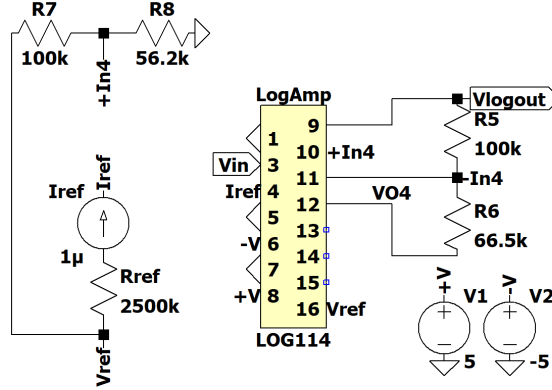 R7
100k
+In4
R8
56.2k
Iref
Iref
1µ
Rref
2500k
Vref
LogAmp
Vin
Iref
-V
+V
1
3
4
5
6
7
8
9
10
11
12
13
14
15
16
+In4
VO4
Vref
LOG114
Vlogout
R5
100k
-In4
R6
66.5k
+V
V1
5
-V
V2
-5